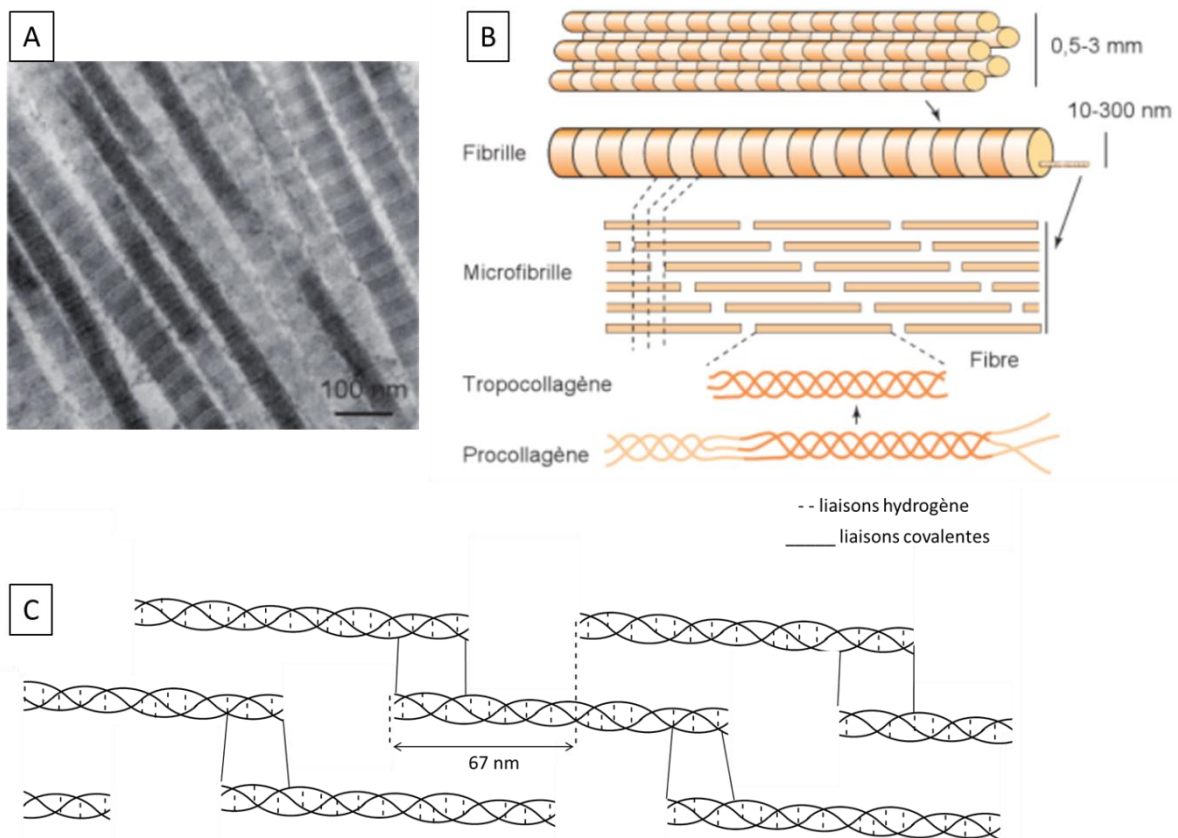 A
100 nm
B
0,5-3 mm
10-300 nm
Fibrille
Microfibrille
Fibre
Tropocollagène
Procollagène
- - liaisons hydrogène
_____ liaisons covalentes
C
67 nm